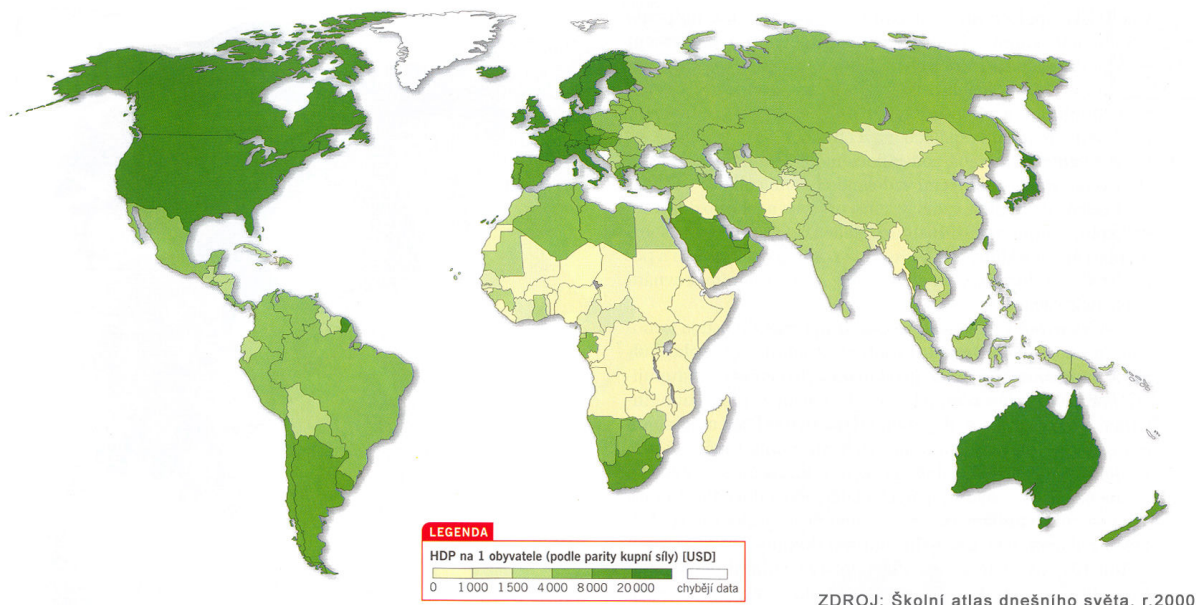 LEGENDA
HDP na 1 obyvatele (podle parity kupní síly) [USD]
0 1 000 1 500 4 000 8 000 20 000 chybějí data
ZDROJ: Školní atlas dnešního světa, r.2000